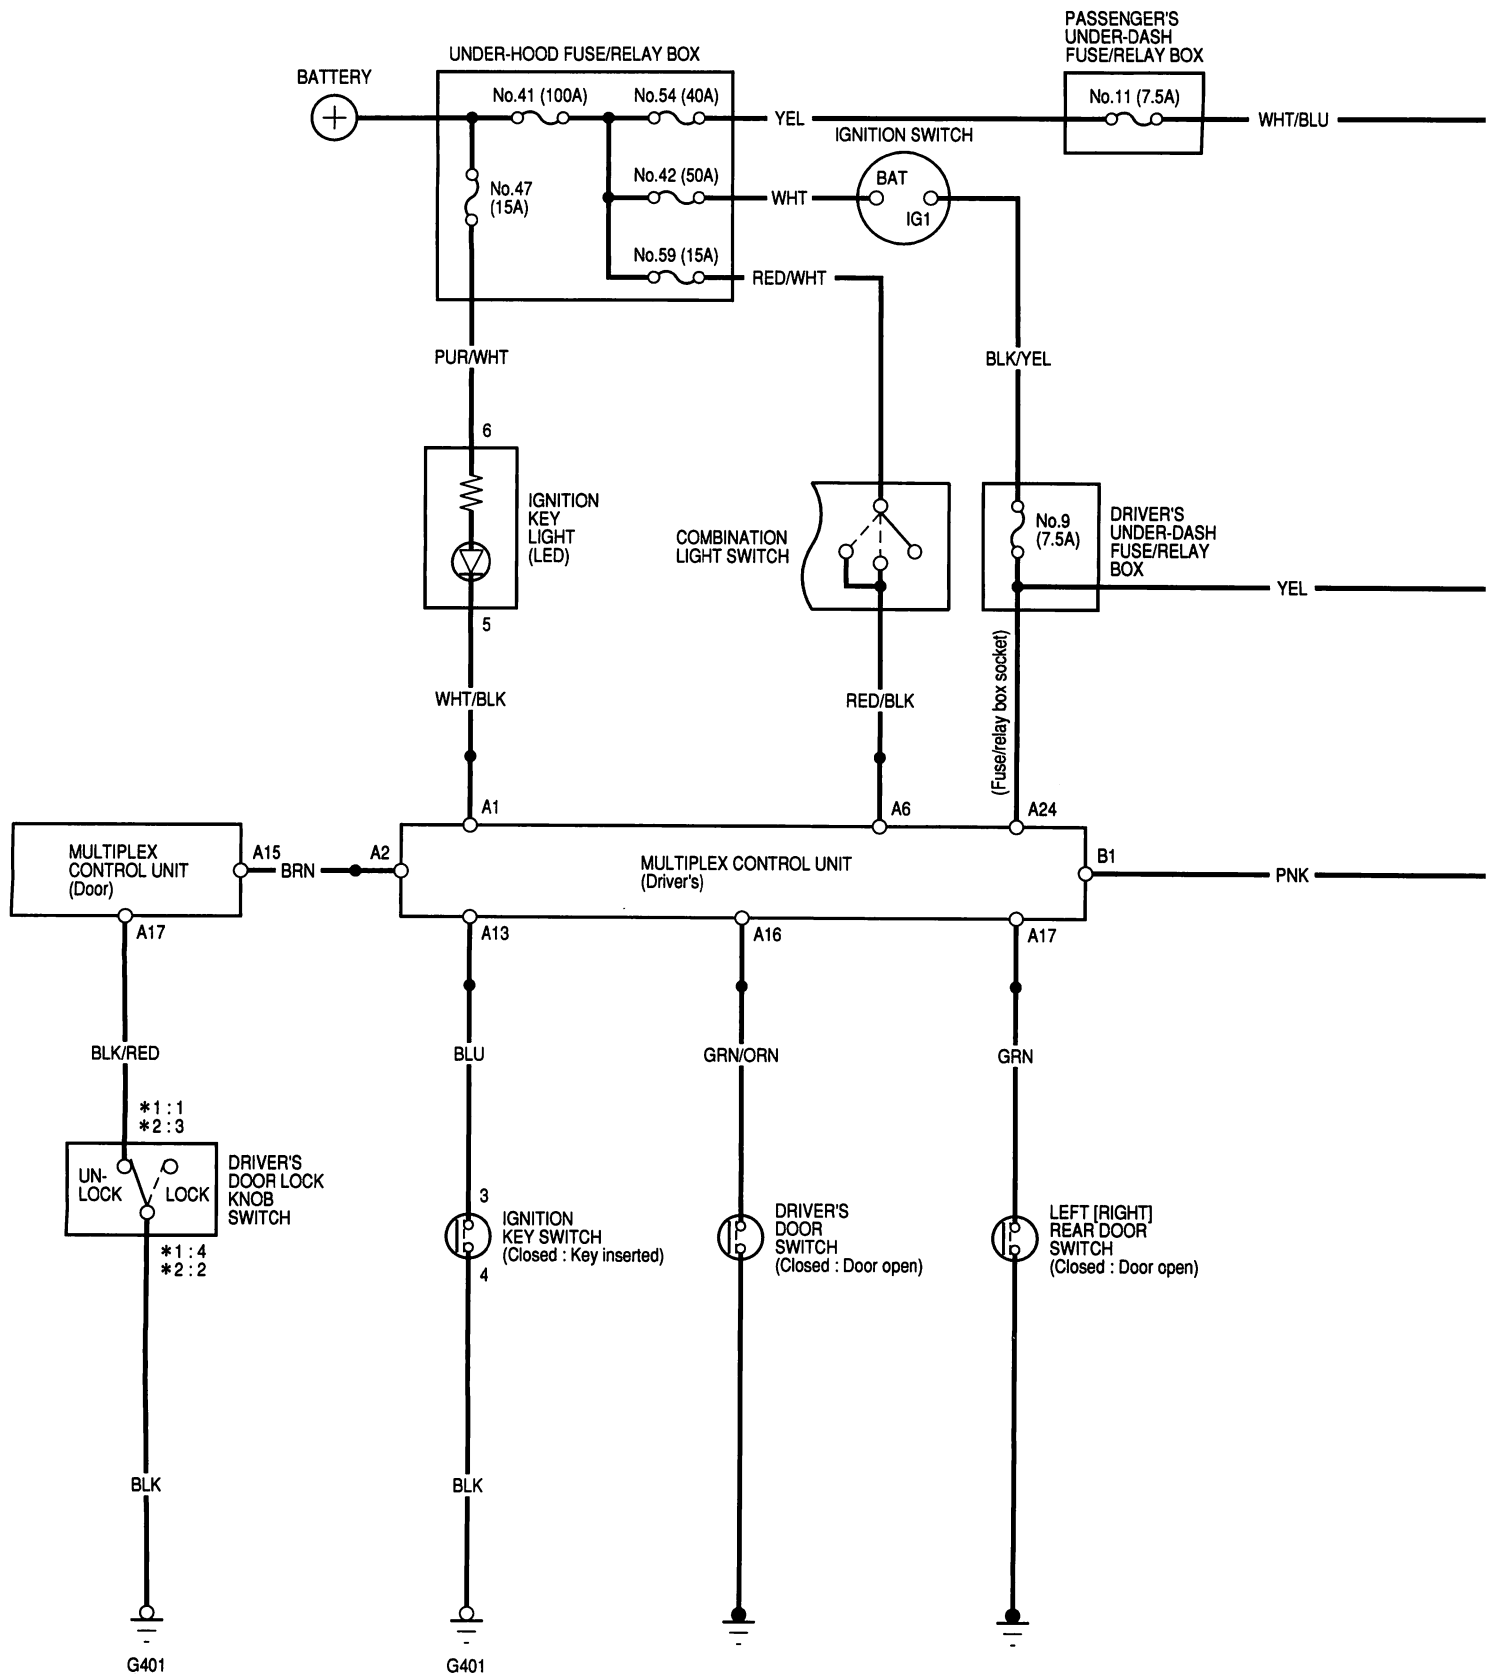 PASSENGER'S
UNDER-DASH
FUSE/RELAY BOX
UNDER-HOOD FUSE/RELAY BOX
BATTERY
No.41 (100A)
No.54 (40A)
No.11 (7.5A)
YEL
WHT/BLU
IGNITION SWITCH
No.47
(15A)
No.42 (50A)
WHT
BAT
IG1
No.59 (15A)
RED/WHT
PUR/WHT
BLK/YEL
6
IGNITION
KEY
LIGHT
(LED)
5
COMBINATION
LIGHT SWITCH
No.9
(7.5A)
DRIVER'S
UNDER-DASH
FUSE/RELAY
BOX
YEL
WHT/BLK
RED/BLK
(Fuse/relay box socket)
A1
A6
A24
MULTIPLEX
CONTROL UNIT
(Door)
A15
BRN
A2
MULTIPLEX CONTROL UNIT
(Driver's)
B1
PNK
A17
A13
A16
A17
BLK/RED
BLU
GRN/ORN
GRN
*1 : 1
*2 : 3
UN-
LOCK
LOCK
DRIVER'S
DOOR LOCK
KNOB
SWITCH
*1 : 4
*2 : 2
3
IGNITION
KEY SWITCH
(Closed : Key inserted)
4
DRIVER'S
DOOR
SWITCH
(Closed : Door open)
LEFT [RIGHT]
REAR DOOR
SWITCH
(Closed : Door open)
BLK
BLK
G401
G401